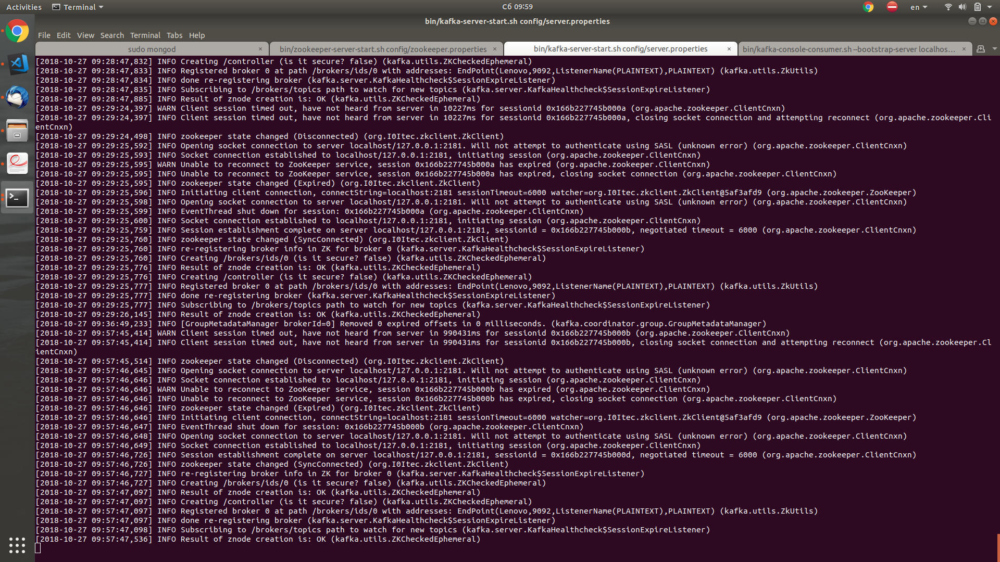 Activities Terminal Сб 09:59 en
bin/kafka-server-start.sh config/server.properties
File Edit View Search Terminal Tabs Help
sudo mongod × bin/zookeeper-server-start.sh config/zookeeper.properties × bin/kafka-server-start.sh config/server.properties × bin/kafka-console-consumer.sh --bootstrap-server localhos… ×
[2018-10-27 09:28:47,832] INFO Creating /controller (is it secure? false) (kafka.utils.ZKCheckedEphemeral)
[2018-10-27 09:28:47,833] INFO Registered broker 0 at path /brokers/ids/0 with addresses: EndPoint(Lenovo,9092,ListenerName(PLAINTEXT),PLAINTEXT) (kafka.utils.ZkUtils)
[2018-10-27 09:28:47,834] INFO done re-registering broker (kafka.server.KafkaHealthcheck$SessionExpireListener)
[2018-10-27 09:28:47,835] INFO Subscribing to /brokers/topics path to watch for new topics (kafka.server.KafkaHealthcheck$SessionExpireListener)
[2018-10-27 09:28:47,885] INFO Result of znode creation is: OK (kafka.utils.ZKCheckedEphemeral)
[2018-10-27 09:29:24,397] WARN Client session timed out, have not heard from server in 10227ms for sessionid 0x166b227745b000a (org.apache.zookeeper.ClientCnxn)
[2018-10-27 09:29:24,397] INFO Client session timed out, have not heard from server in 10227ms for sessionid 0x166b227745b000a, closing socket connection and attempting reconnect (org.apache.zookeeper.Cli
entCnxn)
[2018-10-27 09:29:24,498] INFO zookeeper state changed (Disconnected) (org.I0Itec.zkclient.ZkClient)
[2018-10-27 09:29:25,592] INFO Opening socket connection to server localhost/127.0.0.1:2181. Will not attempt to authenticate using SASL (unknown error) (org.apache.zookeeper.ClientCnxn)
[2018-10-27 09:29:25,593] INFO Socket connection established to localhost/127.0.0.1:2181, initiating session (org.apache.zookeeper.ClientCnxn)
[2018-10-27 09:29:25,595] WARN Unable to reconnect to ZooKeeper service, session 0x166b227745b000a has expired (org.apache.zookeeper.ClientCnxn)
[2018-10-27 09:29:25,595] INFO Unable to reconnect to ZooKeeper service, session 0x166b227745b000a has expired, closing socket connection (org.apache.zookeeper.ClientCnxn)
[2018-10-27 09:29:25,595] INFO zookeeper state changed (Expired) (org.I0Itec.zkclient.ZkClient)
[2018-10-27 09:29:25,596] INFO Initiating client connection, connectString=localhost:2181 sessionTimeout=6000 watcher=org.I0Itec.zkclient.ZkClient@5af3afd9 (org.apache.zookeeper.ZooKeeper)
[2018-10-27 09:29:25,598] INFO Opening socket connection to server localhost/127.0.0.1:2181. Will not attempt to authenticate using SASL (unknown error) (org.apache.zookeeper.ClientCnxn)
[2018-10-27 09:29:25,599] INFO EventThread shut down for session: 0x166b227745b000a (org.apache.zookeeper.ClientCnxn)
[2018-10-27 09:29:25,600] INFO Socket connection established to localhost/127.0.0.1:2181, initiating session (org.apache.zookeeper.ClientCnxn)
[2018-10-27 09:29:25,759] INFO Session establishment complete on server localhost/127.0.0.1:2181, sessionid = 0x166b227745b000b, negotiated timeout = 6000 (org.apache.zookeeper.ClientCnxn)
[2018-10-27 09:29:25,760] INFO zookeeper state changed (SyncConnected) (org.I0Itec.zkclient.ZkClient)
[2018-10-27 09:29:25,760] INFO re-registering broker info in ZK for broker 0 (kafka.server.KafkaHealthcheck$SessionExpireListener)
[2018-10-27 09:29:25,760] INFO Creating /brokers/ids/0 (is it secure? false) (kafka.utils.ZKCheckedEphemeral)
[2018-10-27 09:29:25,776] INFO Result of znode creation is: OK (kafka.utils.ZKCheckedEphemeral)
[2018-10-27 09:29:25,776] INFO Creating /controller (is it secure? false) (kafka.utils.ZKCheckedEphemeral)
[2018-10-27 09:29:25,777] INFO Registered broker 0 at path /brokers/ids/0 with addresses: EndPoint(Lenovo,9092,ListenerName(PLAINTEXT),PLAINTEXT) (kafka.utils.ZkUtils)
[2018-10-27 09:29:25,777] INFO done re-registering broker (kafka.server.KafkaHealthcheck$SessionExpireListener)
[2018-10-27 09:29:25,777] INFO Subscribing to /brokers/topics path to watch for new topics (kafka.server.KafkaHealthcheck$SessionExpireListener)
[2018-10-27 09:29:26,145] INFO Result of znode creation is: OK (kafka.utils.ZKCheckedEphemeral)
[2018-10-27 09:36:49,233] INFO [GroupMetadataManager brokerId=0] Removed 0 expired offsets in 0 milliseconds. (kafka.coordinator.group.GroupMetadataManager)
[2018-10-27 09:57:45,414] WARN Client session timed out, have not heard from server in 990431ms for sessionid 0x166b227745b000b (org.apache.zookeeper.ClientCnxn)
[2018-10-27 09:57:45,414] INFO Client session timed out, have not heard from server in 990431ms for sessionid 0x166b227745b000b, closing socket connection and attempting reconnect (org.apache.zookeeper.Cl
ientCnxn)
[2018-10-27 09:57:45,514] INFO zookeeper state changed (Disconnected) (org.I0Itec.zkclient.ZkClient)
[2018-10-27 09:57:46,645] INFO Opening socket connection to server localhost/127.0.0.1:2181. Will not attempt to authenticate using SASL (unknown error) (org.apache.zookeeper.ClientCnxn)
[2018-10-27 09:57:46,646] INFO Socket connection established to localhost/127.0.0.1:2181, initiating session (org.apache.zookeeper.ClientCnxn)
[2018-10-27 09:57:46,646] WARN Unable to reconnect to ZooKeeper service, session 0x166b227745b000b has expired (org.apache.zookeeper.ClientCnxn)
[2018-10-27 09:57:46,646] INFO Unable to reconnect to ZooKeeper service, session 0x166b227745b000b has expired, closing socket connection (org.apache.zookeeper.ClientCnxn)
[2018-10-27 09:57:46,646] INFO zookeeper state changed (Expired) (org.I0Itec.zkclient.ZkClient)
[2018-10-27 09:57:46,646] INFO Initiating client connection, connectString=localhost:2181 sessionTimeout=6000 watcher=org.I0Itec.zkclient.ZkClient@5af3afd9 (org.apache.zookeeper.ZooKeeper)
[2018-10-27 09:57:46,647] INFO EventThread shut down for session: 0x166b227745b000b (org.apache.zookeeper.ClientCnxn)
[2018-10-27 09:57:46,648] INFO Opening socket connection to server localhost/127.0.0.1:2181. Will not attempt to authenticate using SASL (unknown error) (org.apache.zookeeper.ClientCnxn)
[2018-10-27 09:57:46,649] INFO Socket connection established to localhost/127.0.0.1:2181, initiating session (org.apache.zookeeper.ClientCnxn)
[2018-10-27 09:57:46,726] INFO Session establishment complete on server localhost/127.0.0.1:2181, sessionid = 0x166b227745b000d, negotiated timeout = 6000 (org.apache.zookeeper.ClientCnxn)
[2018-10-27 09:57:46,726] INFO zookeeper state changed (SyncConnected) (org.I0Itec.zkclient.ZkClient)
[2018-10-27 09:57:46,727] INFO re-registering broker info in ZK for broker 0 (kafka.server.KafkaHealthcheck$SessionExpireListener)
[2018-10-27 09:57:46,727] INFO Creating /brokers/ids/0 (is it secure? false) (kafka.utils.ZKCheckedEphemeral)
[2018-10-27 09:57:47,097] INFO Result of znode creation is: OK (kafka.utils.ZKCheckedEphemeral)
[2018-10-27 09:57:47,097] INFO Creating /controller (is it secure? false) (kafka.utils.ZKCheckedEphemeral)
[2018-10-27 09:57:47,097] INFO Registered broker 0 at path /brokers/ids/0 with addresses: EndPoint(Lenovo,9092,ListenerName(PLAINTEXT),PLAINTEXT) (kafka.utils.ZkUtils)
[2018-10-27 09:57:47,097] INFO done re-registering broker (kafka.server.KafkaHealthcheck$SessionExpireListener)
[2018-10-27 09:57:47,098] INFO Subscribing to /brokers/topics path to watch for new topics (kafka.server.KafkaHealthcheck$SessionExpireListener)
[2018-10-27 09:57:47,536] INFO Result of znode creation is: OK (kafka.utils.ZKCheckedEphemeral)